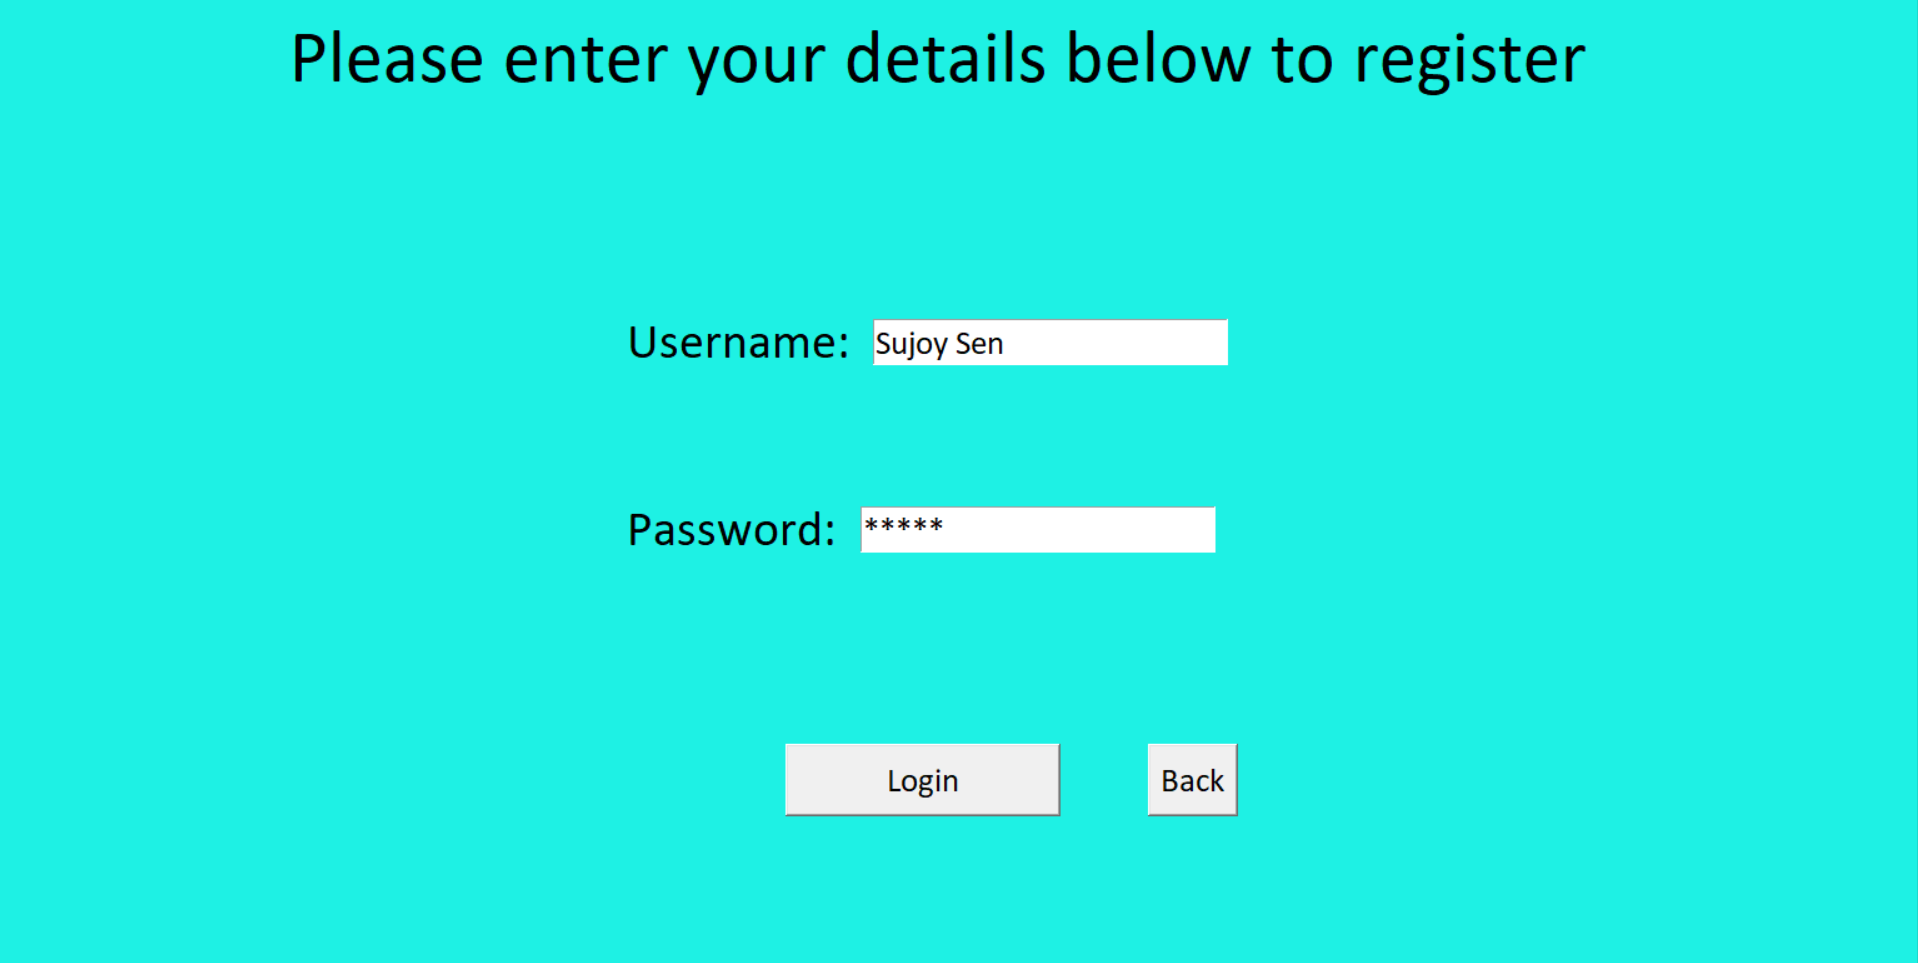 Please enter your details below to register
Username: Sujoy Sen
Password: *****
Login Back